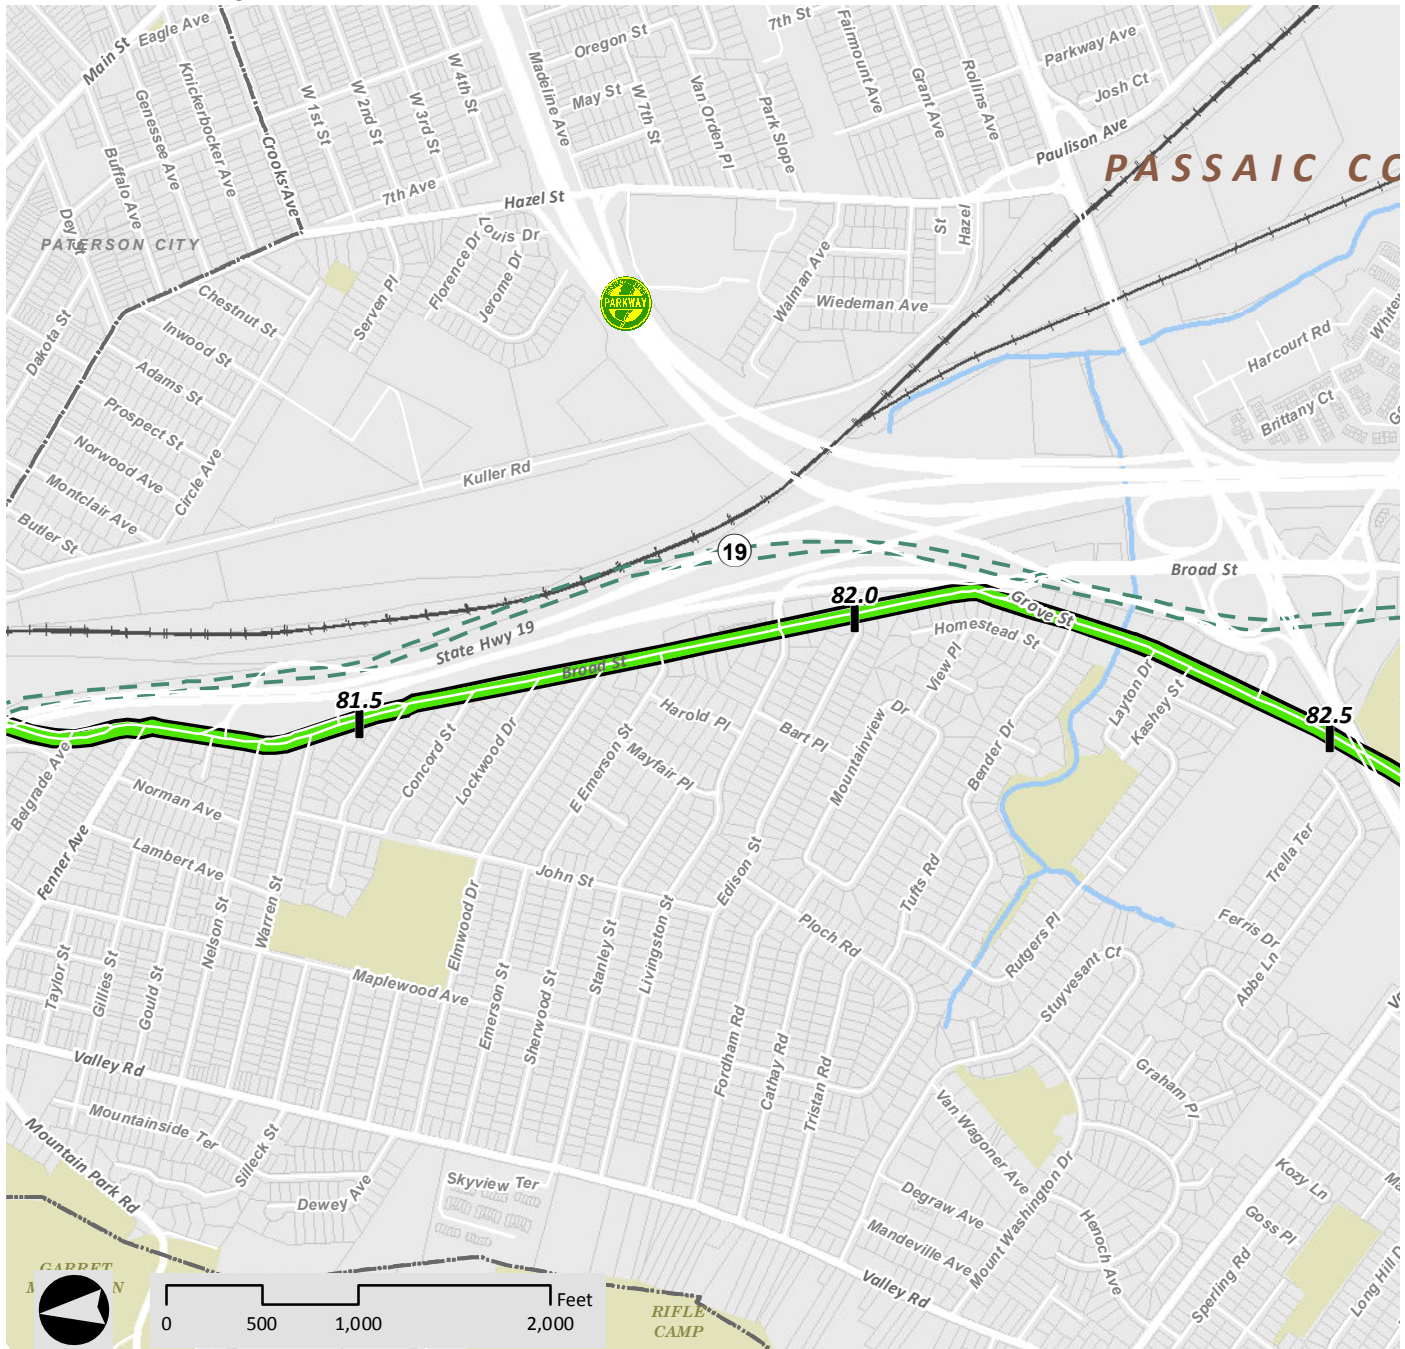 Eagle Ave
Main St
Knickerbocker Ave
Genessee Ave
Buffalo Ave
Crooks Ave
W 1st St
W 2nd St
W 3rd St
W 4th St
Madeline Ave
Oregon St
May St
W 7th St
Van Orden Pl
Park Slope
7th St
Fairmount Ave
Grant Ave
Rollins Ave
Parkway Ave
Josh Ct
Paulison Ave
PASSAIC CO
7th Ave
Hazel St
Dey St
PATERSON CITY
Louis Dr
Florence Dr
Jerome Dr
Serven Pl
PARKWAY
Walman Ave
Wiedeman Ave
Hazel
St
Chestnut St
Inwood St
Dakota St
Adams St
Prospect St
Norwood Ave
Montclair Ave
Circle Ave
Butler St
Kuller Rd
Harcourt Rd
Brittany Ct
Whitew
Go
19
Broad St
State Hwy 19
82.0
Grove St
Homestead St
Broad St
81.5
View Pl
Layton Dr
Kashey St
82.5
Belgrade Ave
Concord St
Lockwood Dr
Harold Pl
E Emerson St
Mayfair Pl
Bart Pl
Mountainview
Dr
Bender Dr
Norman Ave
Fenner Ave
Lambert Ave
John St
Edison St
Tufts Rd
Trella Ter
Ferris Dr
Abbe Ln
Nelson St
Warren St
Elmwood Dr
Ploch Rd
Rutgers Pl
Stuyvesant Ct
Taylor St
Gillies St
Gould St
Maplewood Ave
Emerson St
Sherwood St
Stanley St
Livingston St
Fordham Rd
Cathay Rd
Tristan Rd
Graham Pl
Valley Rd
Mountainside Ter
Mountain Park Rd
Silleck St
Dewey Ave
Skyview Ter
Van Wagoner Ave
Degraw Ave
Mandeville Ave
Mount Washington Dr
Henoch Ave
Kozy Ln
Goss Pl
Sperling Rd
Long Hill D
Valley Rd
GARRET
M N
RIFLE
CAMP
Feet
0 500 1,000 2,000